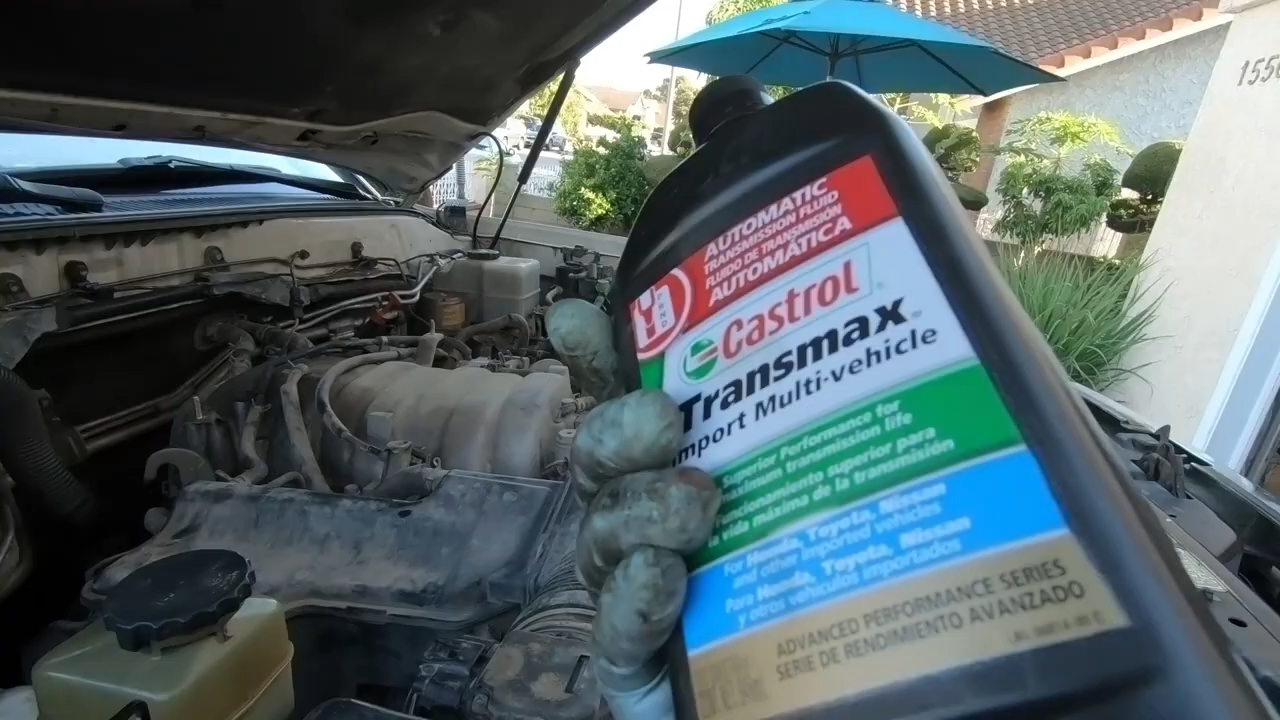 155
AUTOMATIC
TRANSMISSION FLUID
FLUIDO DE TRANSMISIÓN
AUTOMÁTICA
Castrol
Transmax
Import Multi-vehicle
Superior Performance for
maximum transmission life
Funcionamiento superior para
la vida máxima de la transmisión
For Honda, Toyota, Nissan
and other imported vehicles
Para Honda, Toyota, Nissan
y otros vehículos importados
ADVANCED PERFORMANCE SERIES
SERIE DE RENDIMIENTO AVANZADO